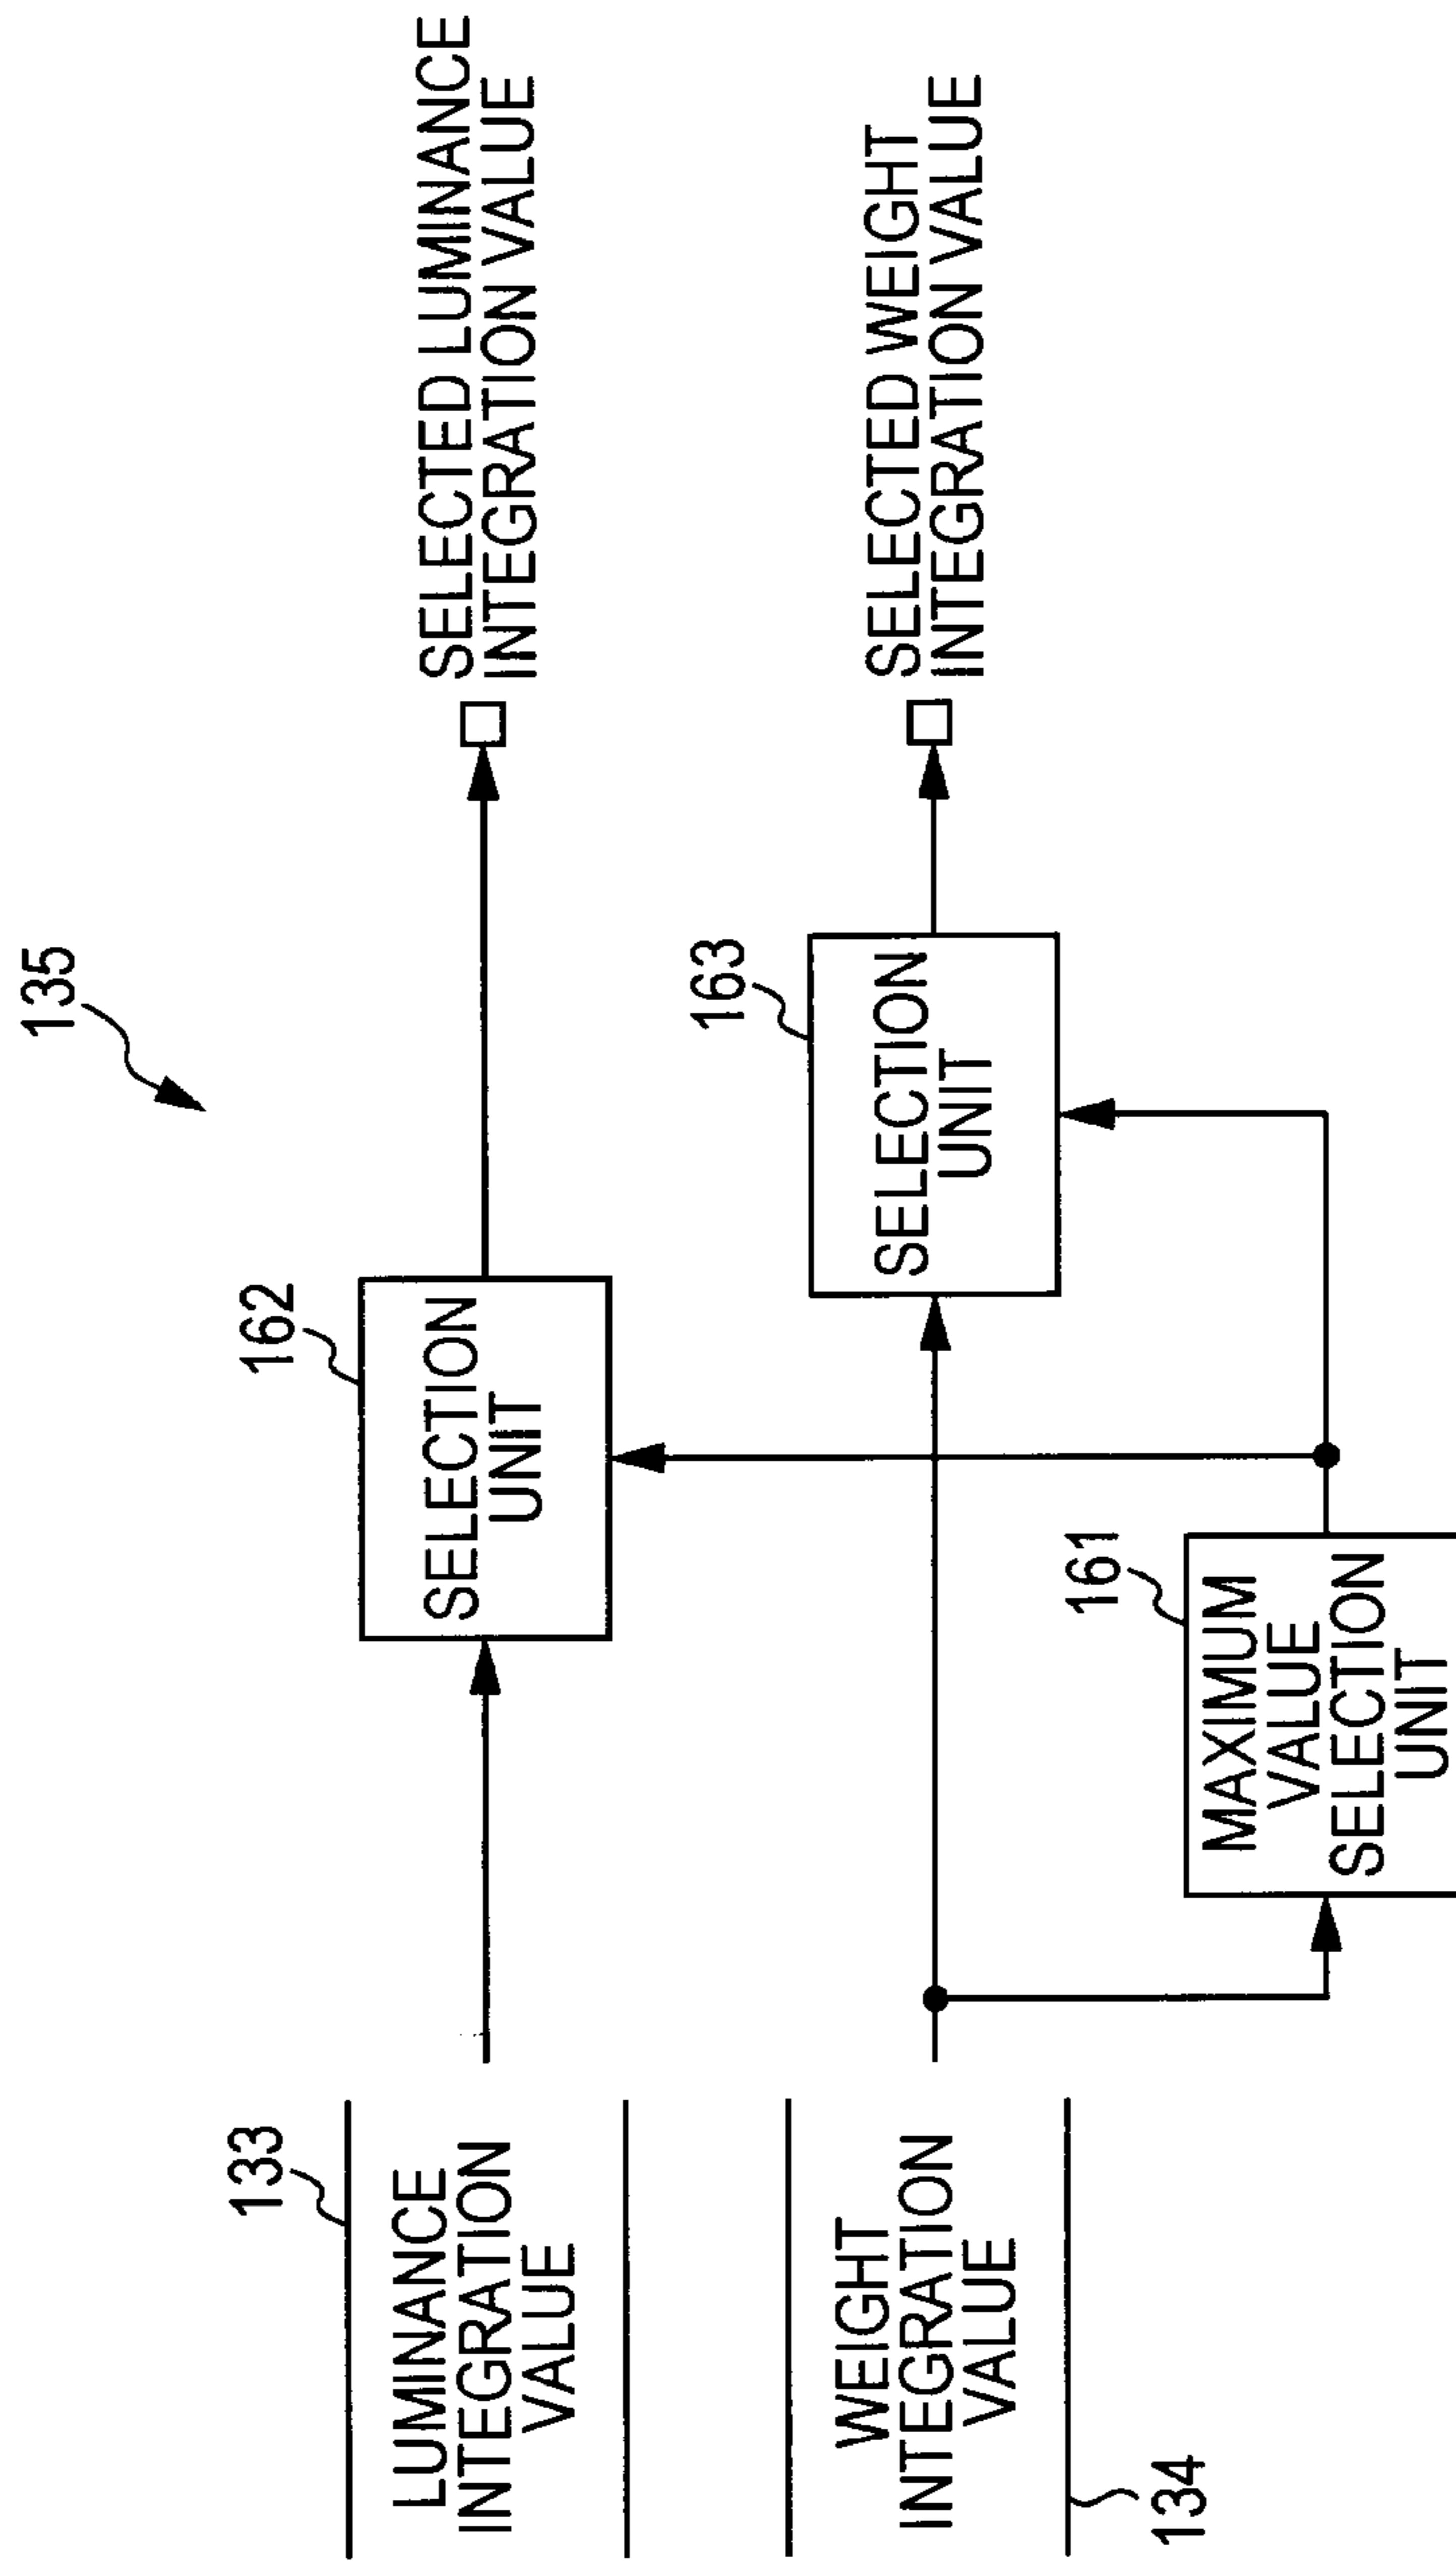 135
133
LUMINANCE
INTEGRATION
VALUE
162
SELECTION
UNIT
SELECTED LUMINANCE
INTEGRATION VALUE
WEIGHT
INTEGRATION
VALUE
134
163
SELECTION
UNIT
SELECTED WEIGHT
INTEGRATION VALUE
161
MAXIMUM
VALUE
SELECTION
UNIT